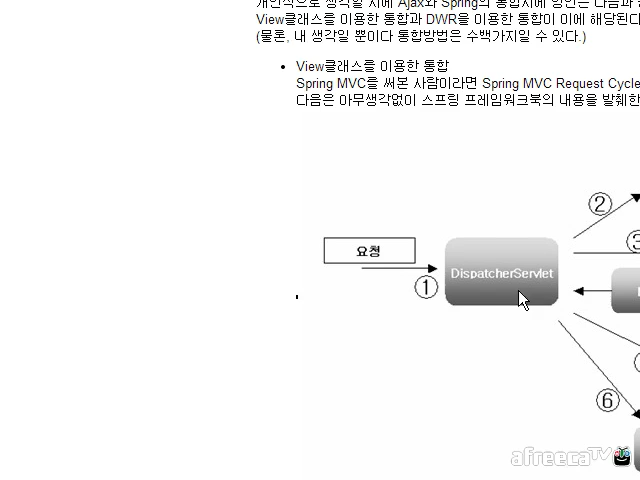 개인적으로 생각할 시에 Ajax와 Spring의 통합시에 방안은 다음과
View클래스를 이용한 통합과 DWR을 이용한 통합이 이에 해당된다
(물론, 내 생각일 뿐이다 통합방법은 수백가지일 수 있다.)
• View클래스를 이용한 통합
Spring MVC를 써본 사람이라면 Spring MVC Request Cycle
다음은 아무생각없이 스프링 프레임워크북의 내용을 발췌한
②
③
요청
DispatcherServlet
①
⑥
afreecaTV